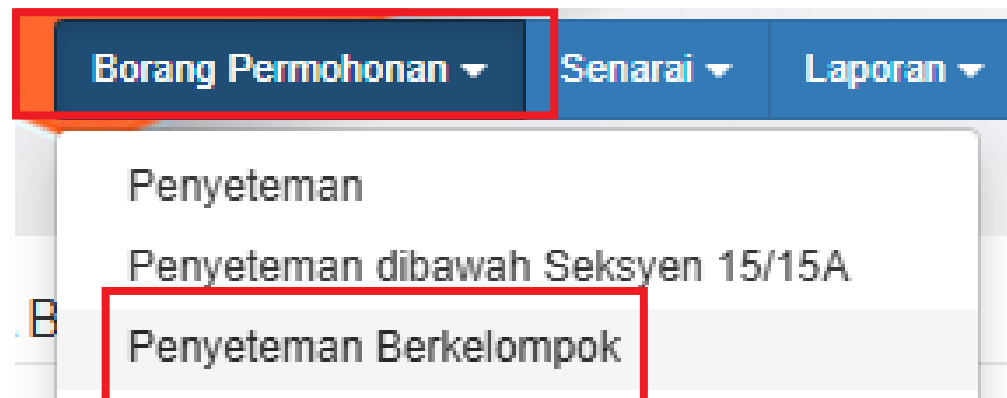 Borang Permohonan Senarai Laporan
Penyeteman
Penyeteman dibawah Seksyen 15/15A
B
Penyeteman Berkelompok